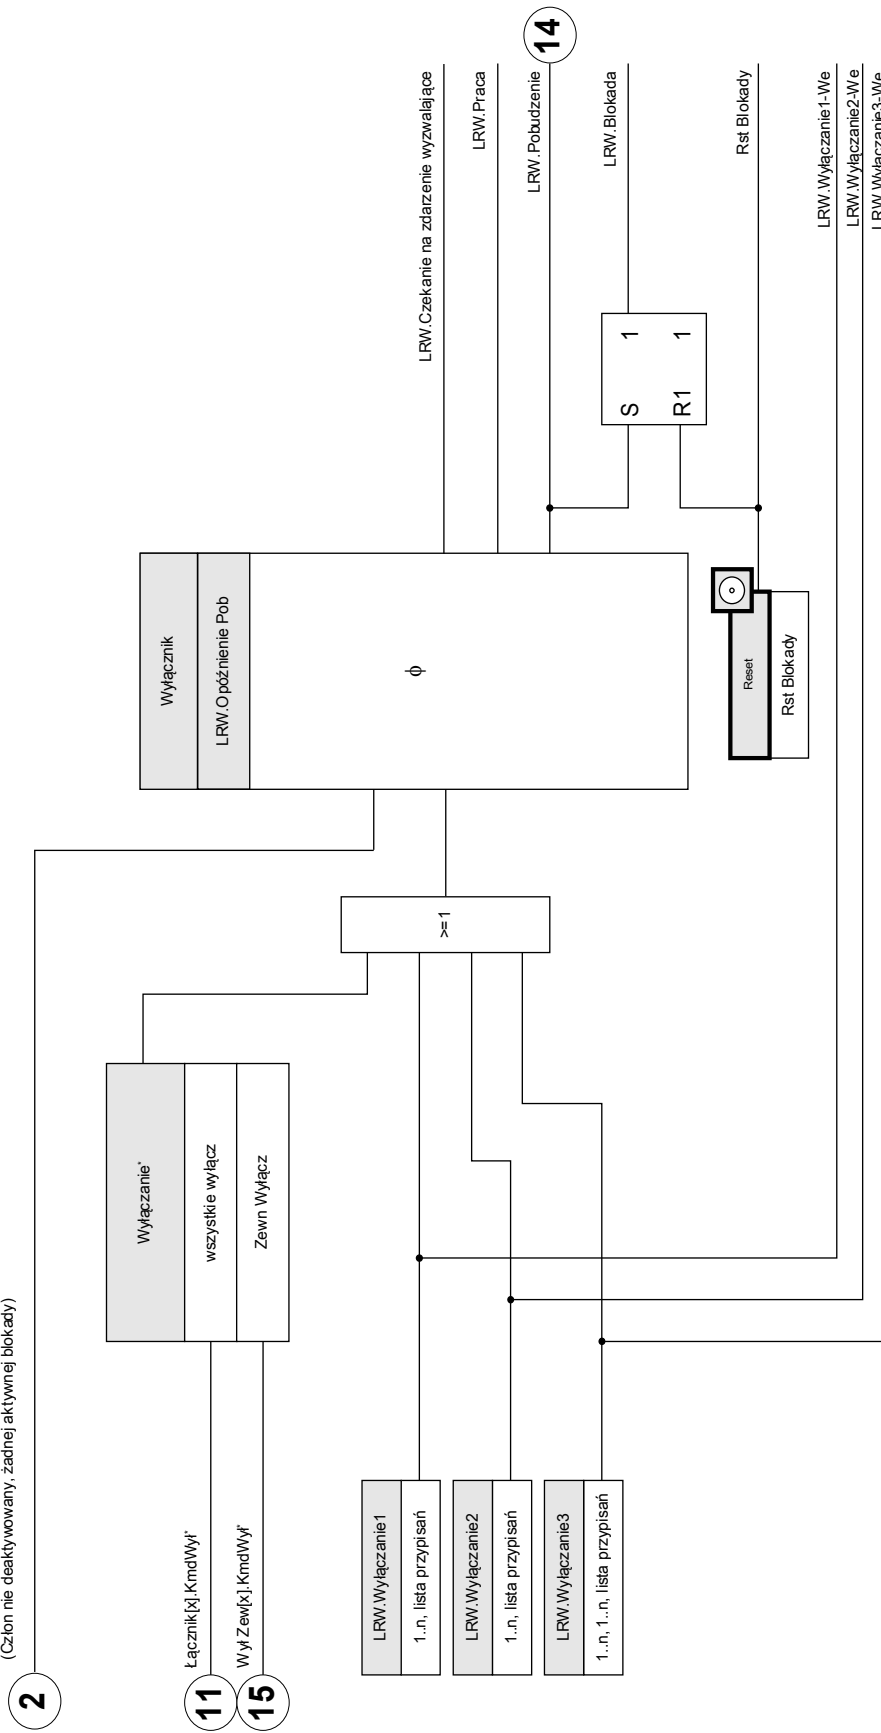 (Człon nie deaktywowany, żadnej aktywnej blokady)
2
Wyłącznik
LRW.Opóźnienie Pob
ϕ
LRW.Czekanie na zdarzenie wyzwalające
LRW.Praca
LRW.Pobudzenie
14
LRW.Blokada
Rst Blokady
S 1
R1 1
Reset
Rst Blokady
Wyłączanie*
wszystkie wyłącz
Zewn Wyłącz
>=1
Łącznik[x].KmdWył*
11
Wył Zew[x].KmdWył*
15
LRW.Wyłączanie1
1..n, lista przypisań
LRW.Wyłączanie2
1..n, lista przypisań
LRW.Wyłączanie3
1..n, 1..n, lista przypisań
LRW.Wyłączanie1-We
LRW.Wyłączanie2-We
LRW.Wyłączanie3-We